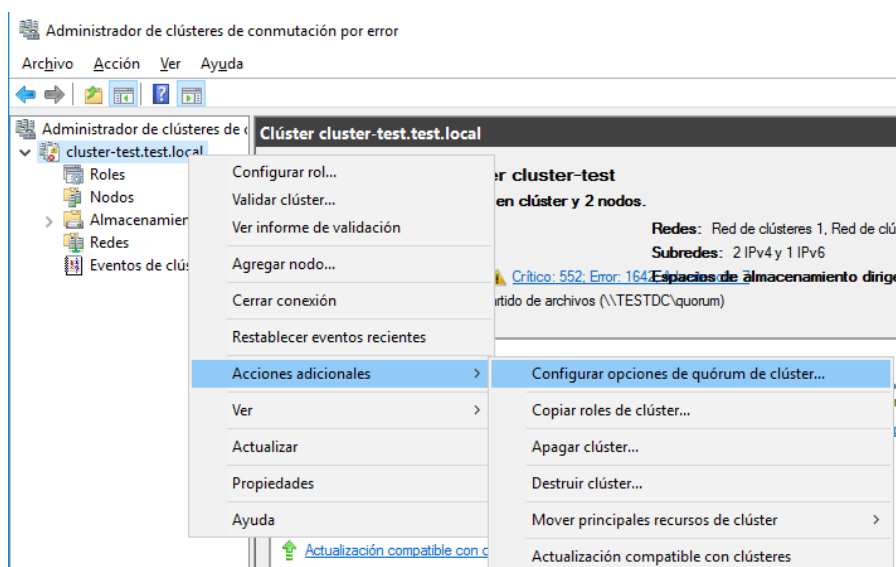 Administrador de clústeres de conmutación por error
Archivo Acción Ver Ayuda
Administrador de clústeres de c
cluster-test.test.local
Roles
Nodos
Almacenamien
Redes
Eventos de clús
Clúster cluster-test.test.local
r cluster-test
en clúster y 2 nodos.
Redes: Red de clústeres 1, Red de clú
Subredes: 2 IPv4 y 1 IPv6
Crítico: 552; Error: 1642
Espacios de almacenamiento dirige
rtido de archivos (\\TESTDC\quorum)
Configurar rol...
Validar clúster...
Ver informe de validación
Agregar nodo...
Cerrar conexión
Restablecer eventos recientes
Acciones adicionales
Ver
Actualizar
Propiedades
Ayuda
Configurar opciones de quórum de clúster...
Copiar roles de clúster...
Apagar clúster...
Destruir clúster...
Mover principales recursos de clúster
Actualización compatible con clústeres
Actualización compatible con c